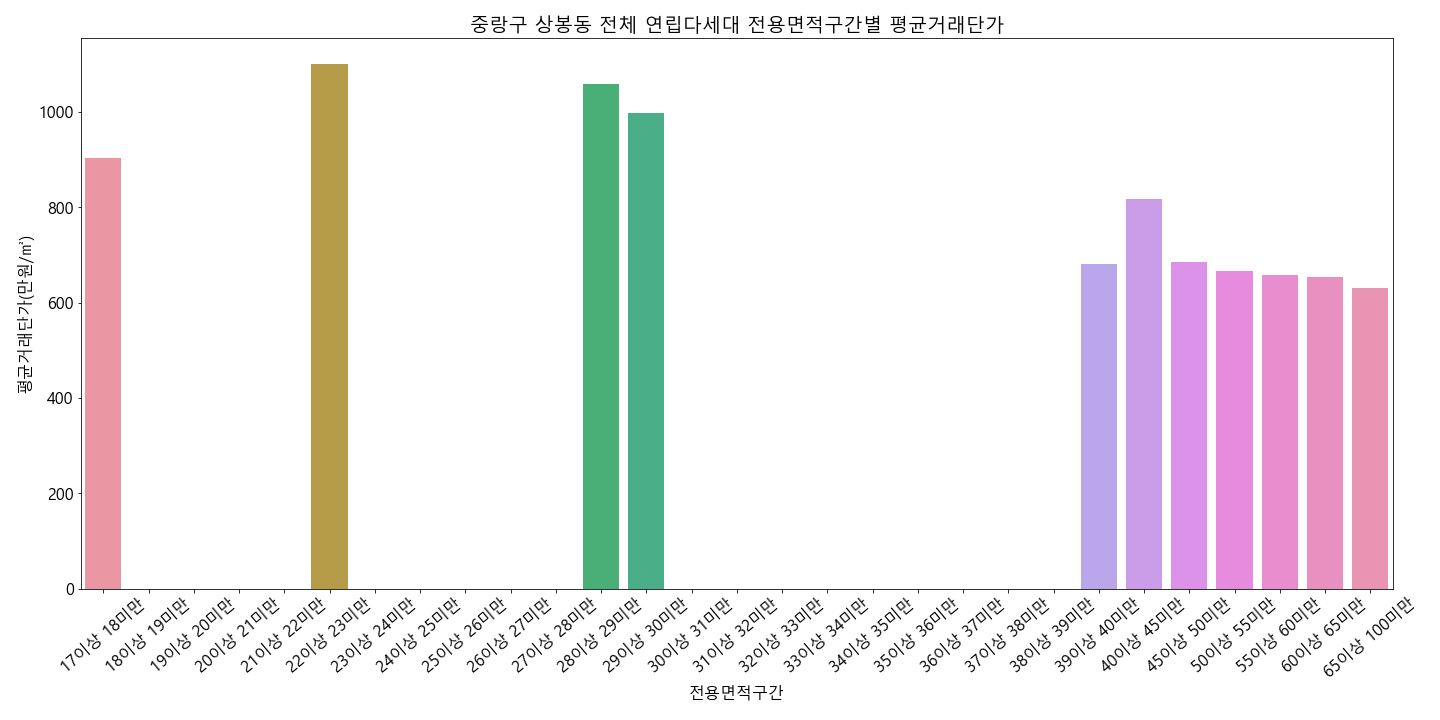 중랑구 상봉동 전체 연립다세대 전용면적구간별 평균거래단가
평균거래단가(만원/㎡)
1000
800
600
400
200
0
17이상 18미만
18이상 19미만
19이상 20미만
20이상 21미만
21이상 22미만
22이상 23미만
23이상 24미만
24이상 25미만
25이상 26미만
26이상 27미만
27이상 28미만
28이상 29미만
29이상 30미만
30이상 31미만
31이상 32미만
32이상 33미만
33이상 34미만
34이상 35미만
35이상 36미만
36이상 37미만
37이상 38미만
38이상 39미만
39이상 40미만
40이상 45미만
45이상 50미만
50이상 55미만
55이상 60미만
60이상 65미만
65이상 100미만
전용면적구간